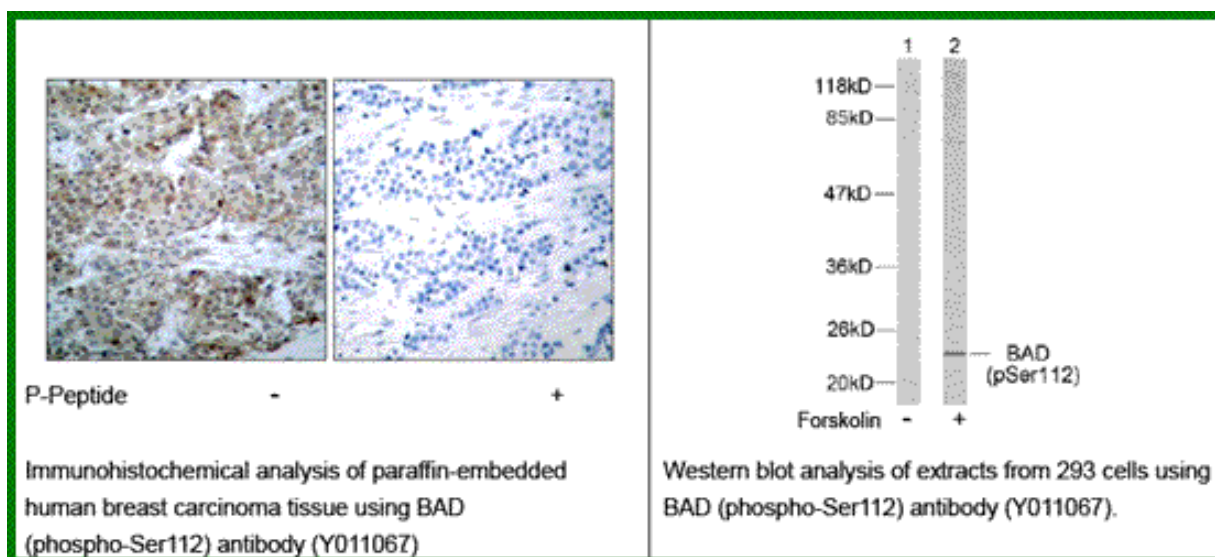 P-Peptide - +
Immunohistochemical analysis of paraffin-embedded
human breast carcinoma tissue using BAD
(phospho-Ser112) antibody (Y011067)
1 2
118kD
85kD
47kD
36kD
26kD
BAD
(pSer112)
20kD
Forskolin - +
Western blot analysis of extracts from 293 cells using
BAD (phospho-Ser112) antibody (Y011067).